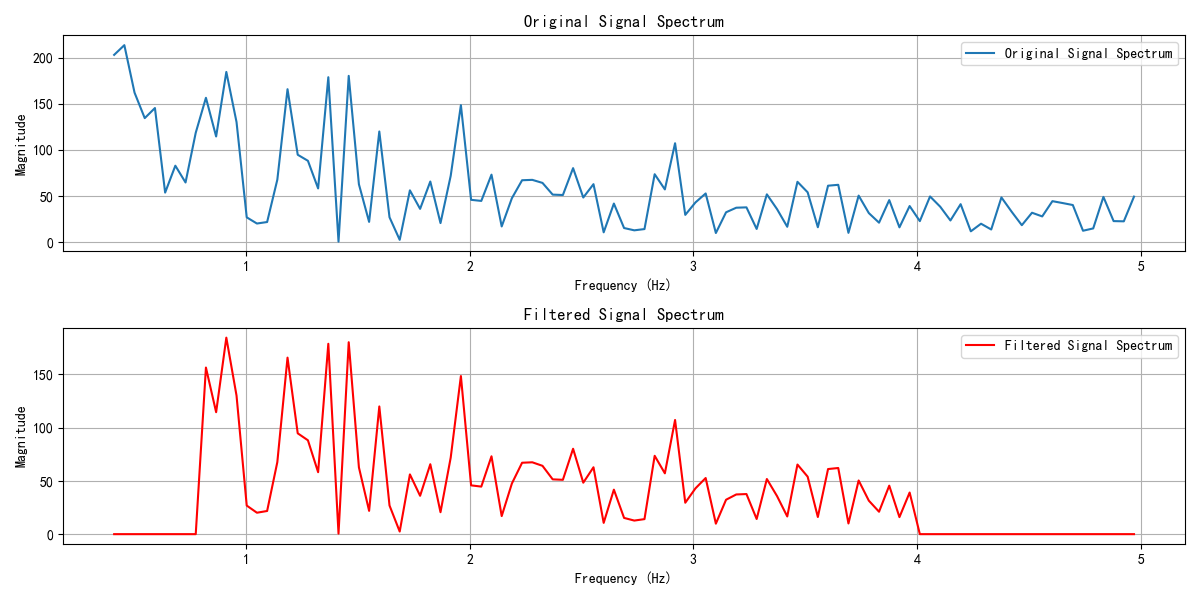 Original Signal Spectrum
Original Signal Spectrum
200
150
100
50
0
Magnitude
1 2 3 4 5
Frequency (Hz)
Filtered Signal Spectrum
Filtered Signal Spectrum
150
100
50
0
Magnitude
1 2 3 4 5
Frequency (Hz)